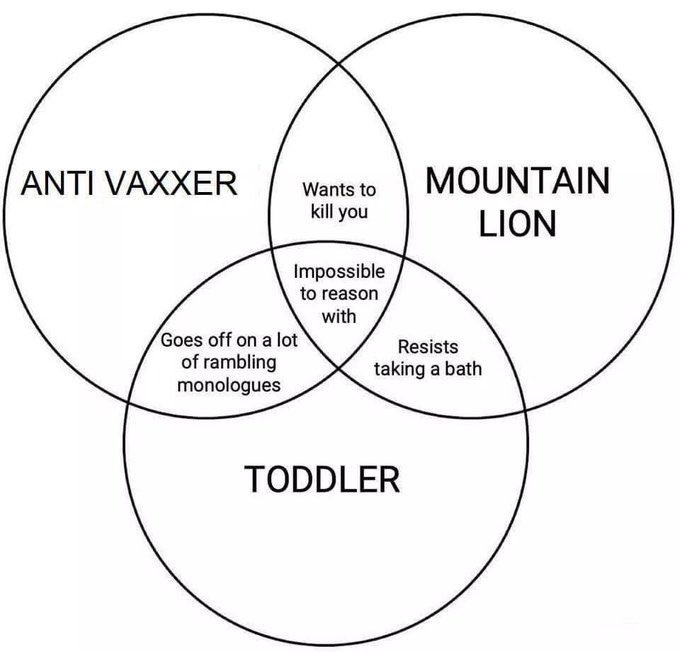 ANTI VAXXER
Wants to
kill you
MOUNTAIN
LION
Impossible
to reason
with
Goes off on a lot
of rambling
monologues
Resists
taking a bath
TODDLER